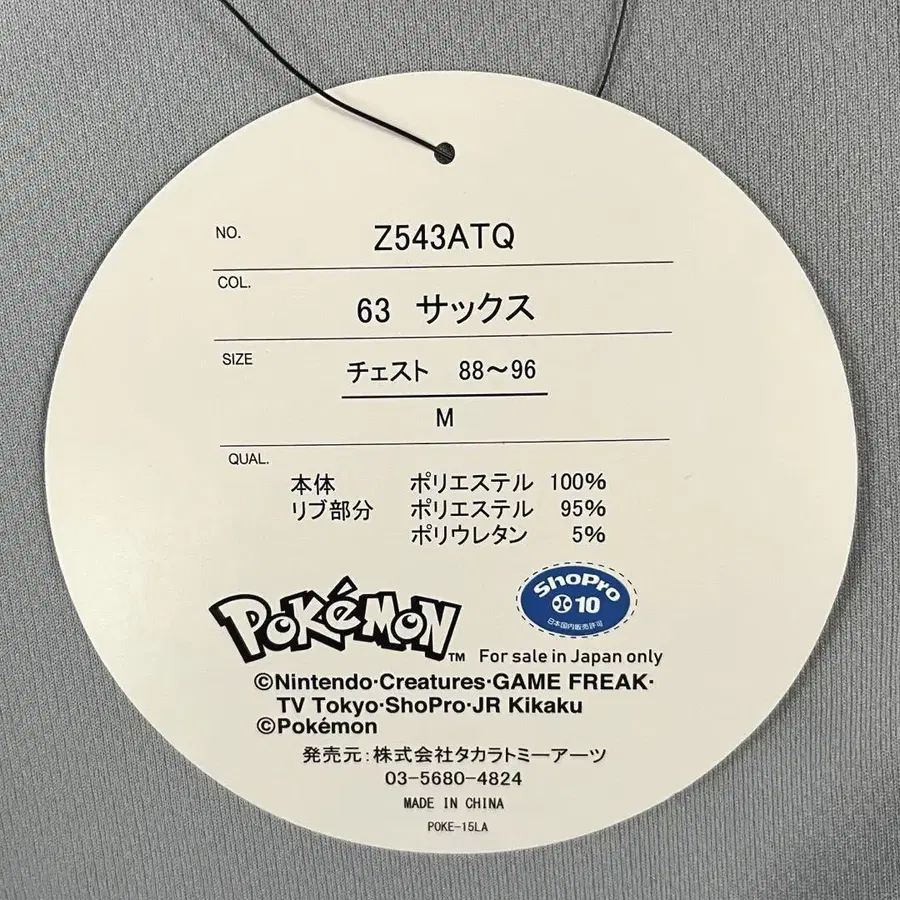 NO. Z543ATQ
COL. 63 サックス
SIZE チェスト 88～96
M
QUAL.
本体 ポリエステル 100%
リブ部分 ポリエステル 95%
ポリウレタン 5%
ShoPro
10
日本国内販売許可
POKéMON™ For sale in Japan only
©Nintendo·Creatures·GAME FREAK·
TV Tokyo·ShoPro·JR Kikaku
©Pokémon
発売元：株式会社タカラトミーアーツ
03-5680-4824
MADE IN CHINA
POKE-15LA